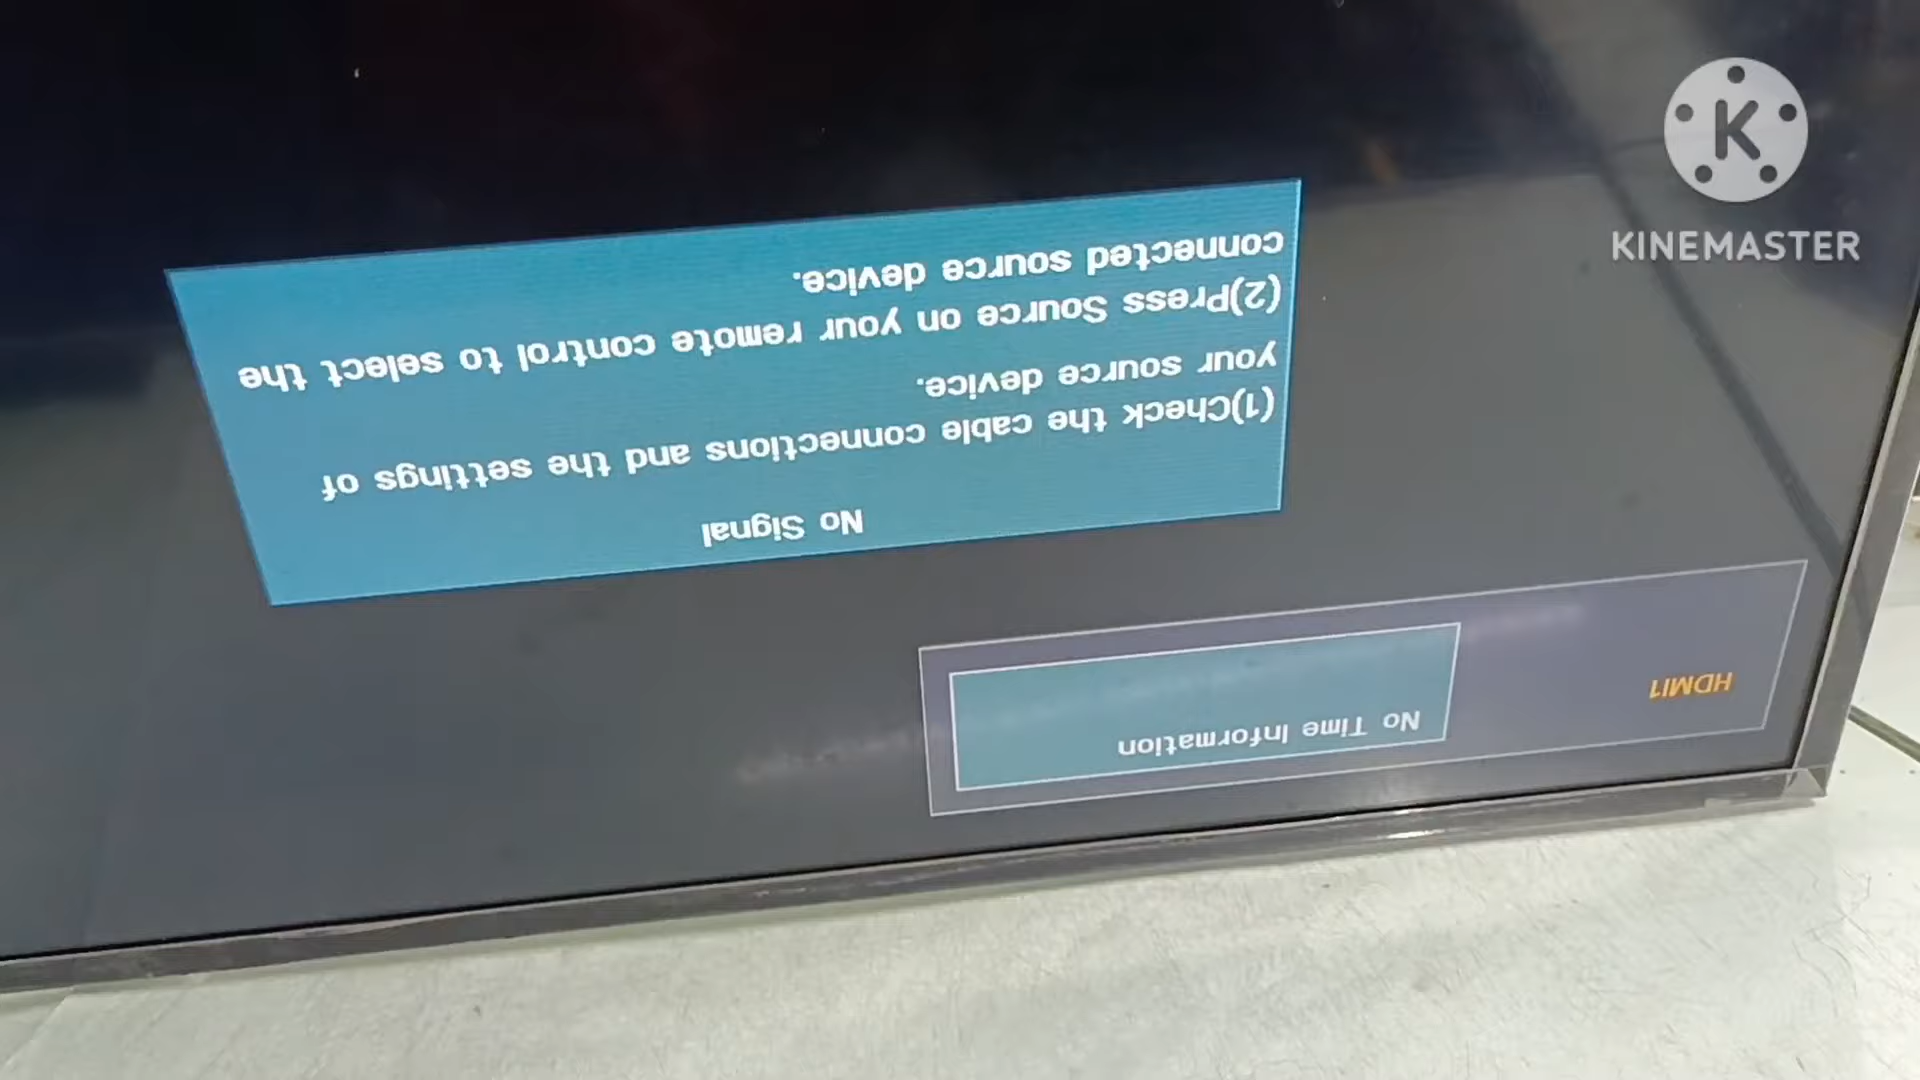 HDMI1
No Time Information
No Signal
(1)Check the cable connections and the settings of
your source device.
(2)Press Source on your remote control to select the
connected source device.
K
KINEMASTER